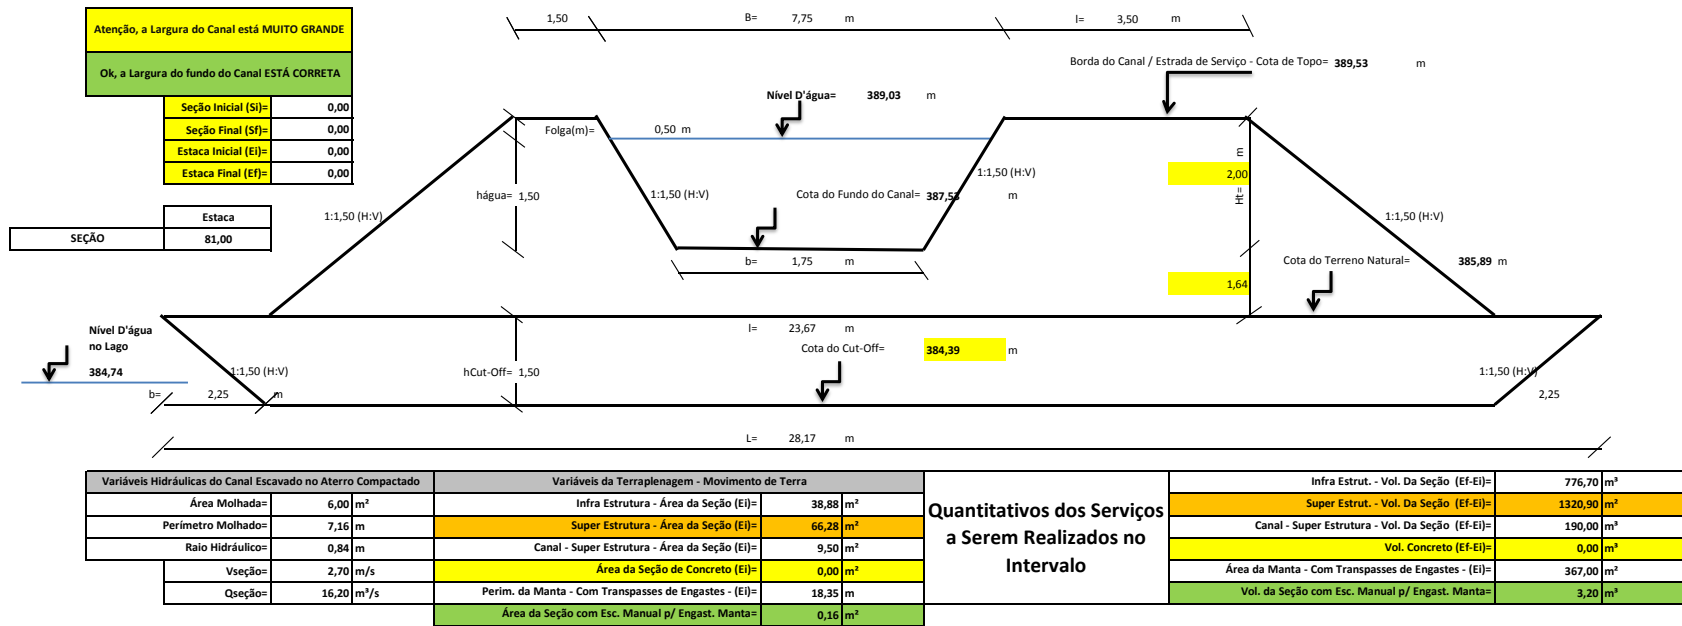 1,50
B= 7,75 m
l= 3,50 m
Atenção, a Largura do Canal está MUITO GRANDE
Ok, a Largura do fundo do Canal ESTÁ CORRETA
Borda do Canal / Estrada de Serviço - Cota de Topo= 389,53 m
Nível D'água= 389,03 m
Seção Inicial (Si)= 0,00
Seção Final (Sf)= 0,00
Estaca Inicial (Ei)= 0,00
Estaca Final (Ef)= 0,00
Folga(m)= 0,50 m
1:1,50 (H:V)
1:1,50 (H:V)
m
2,00
Ht=
hágua= 1,50
1:1,50 (H:V)
Cota do Fundo do Canal= 387,53 m
1:1,50 (H:V)
Estaca
SEÇÃO 81,00
b= 1,75 m
Cota do Terreno Natural= 385,89 m
1,64
Nível D'água
no Lago
384,74
l= 23,67 m
Cota do Cut-Off= 384,39 m
1:1,50 (H:V)
hCut-Off= 1,50
1:1,50 (H:V)
b= 2,25 m
2,25
L= 28,17 m
Variáveis Hidráulicas do Canal Escavado no Aterro Compactado
Área Molhada= 6,00 m²
Perímetro Molhado= 7,16 m
Raio Hidráulico= 0,84 m
Vseção= 2,70 m/s
Qseção= 16,20 m³/s
Variáveis da Terraplenagem - Movimento de Terra
Infra Estrutura - Área da Seção (Ei)= 38,88 m²
Super Estrutura - Área da Seção (Ei)= 66,28 m²
Canal - Super Estrutura - Área da Seção (Ei)= 9,50 m²
Área da Seção de Concreto (Ei)= 0,00 m²
Perim. da Manta - Com Transpasses de Engastes - (Ei)= 18,35 m
Área da Seção com Esc. Manual p/ Engast. Manta= 0,16 m²
Quantitativos dos Serviços
a Serem Realizados no
Intervalo
Infra Estrut. - Vol. Da Seção (Ef-Ei)= 776,70 m³
Super Estrut. - Vol. Da Seção (Ef-Ei)= 1320,90 m²
Canal - Super Estrutura - Vol. Da Seção (Ef-Ei)= 190,00 m³
Vol. Concreto (Ef-Ei)= 0,00 m³
Área da Manta - Com Transpasses de Engastes - (Ei)= 367,00 m²
Vol. da Seção com Esc. Manual p/ Engast. Manta= 3,20 m³